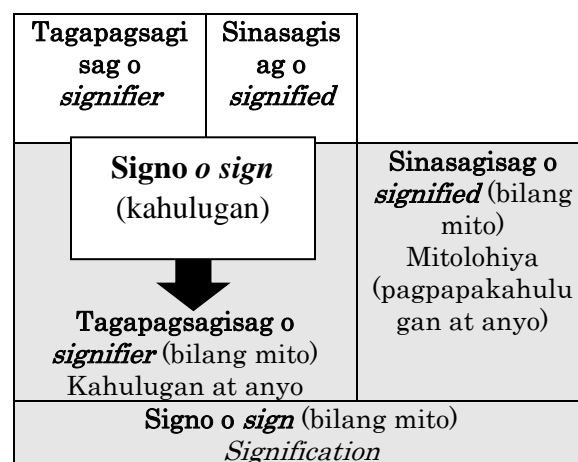 Tagapagsagi
sag o
signifier
Sinasagis
ag o
signified
Signo o sign
(kahulugan)
Tagapagsagisag o
signifier (bilang mito)
Kahulugan at anyo
Sinasagisag o
signified (bilang
mito)
Mitolohiya
(pagpapakahulu
gan at anyo)
Signo o sign (bilang mito)
Signification